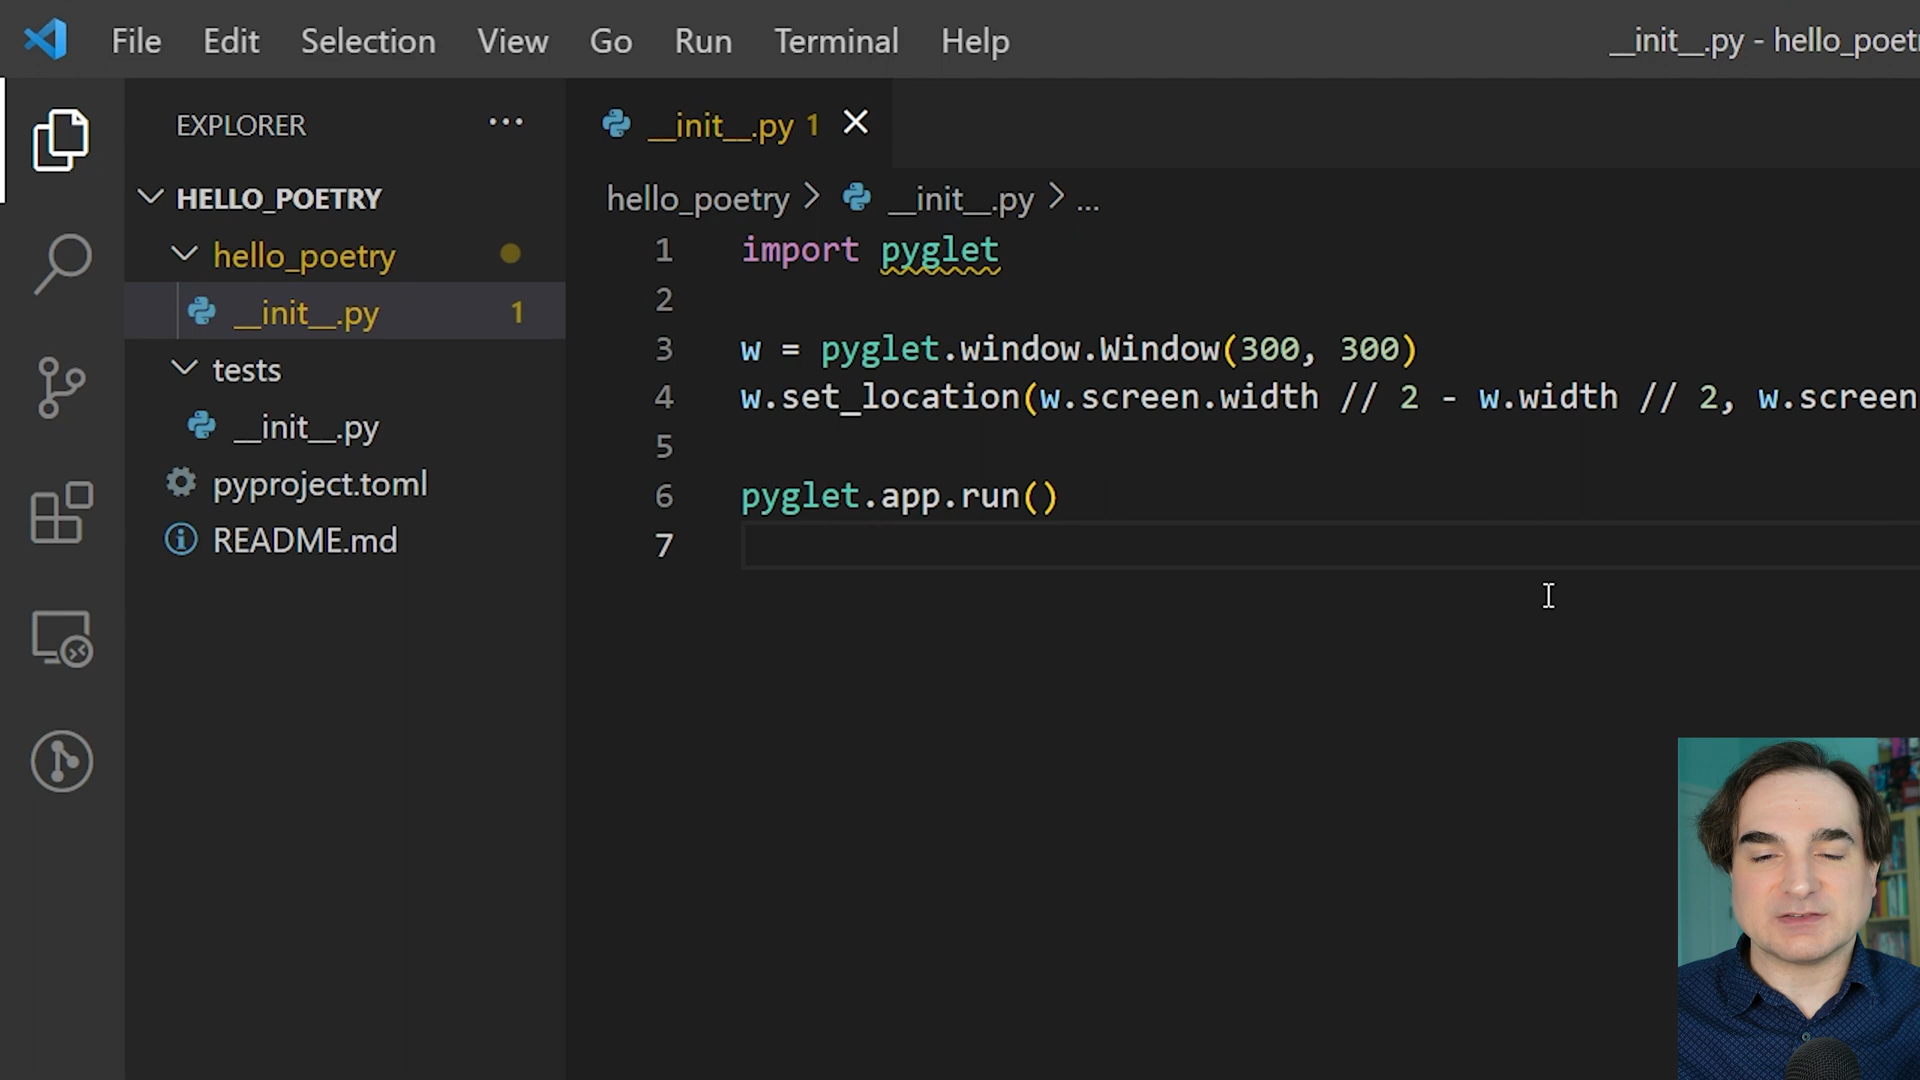 File Edit Selection View Go Run Terminal Help
__init__.py - hello_poetr
EXPLORER ...
__init__.py 1
HELLO_POETRY
hello_poetry > __init__.py > ...
hello_poetry
__init__.py 1
tests
__init__.py
pyproject.toml
README.md
1 import pyglet
2
3 w = pyglet.window.Window(300, 300)
4 w.set_location(w.screen.width // 2 - w.width // 2, w.screen
5
6 pyglet.app.run()
7